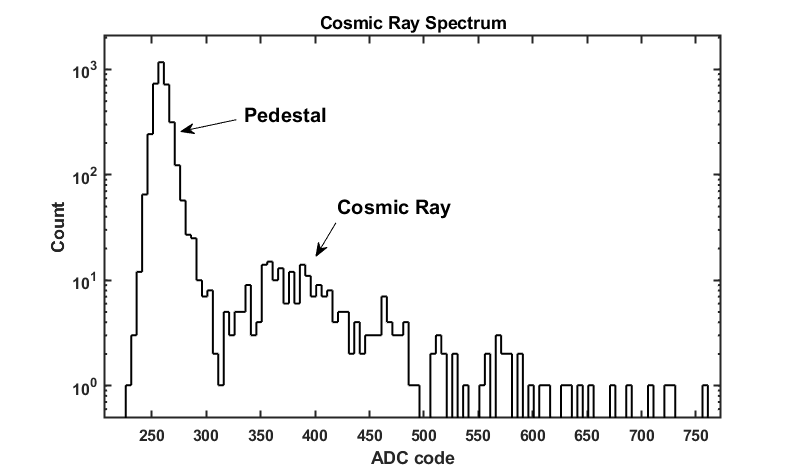 Cosmic Ray Spectrum
10³
Pedestal
10²
Cosmic Ray
Count
10¹
10⁰
250 300 350 400 450 500 550 600 650 700 750
ADC code